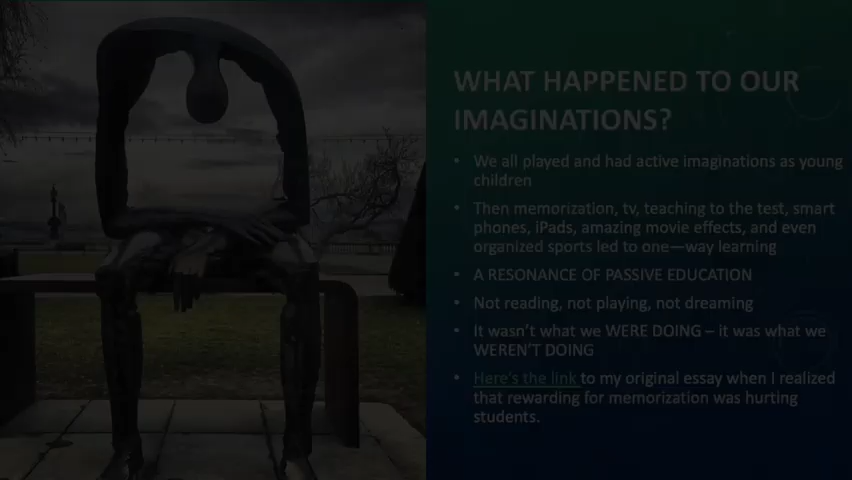 WHAT HAPPENED TO OUR
IMAGINATIONS?
• We all played and had active imaginations as young
children
• Then memorization, tv, teaching to the test, smart
phones, iPads, amazing movie effects, and even
organized sports led to one—way learning
• A RESONANCE OF PASSIVE EDUCATION
• Not reading, not playing, not dreaming
• It wasn't what we WERE DOING – it was what we
WEREN'T DOING
• Here's the link to my original essay when I realized
that rewarding for memorization was hurting
students.